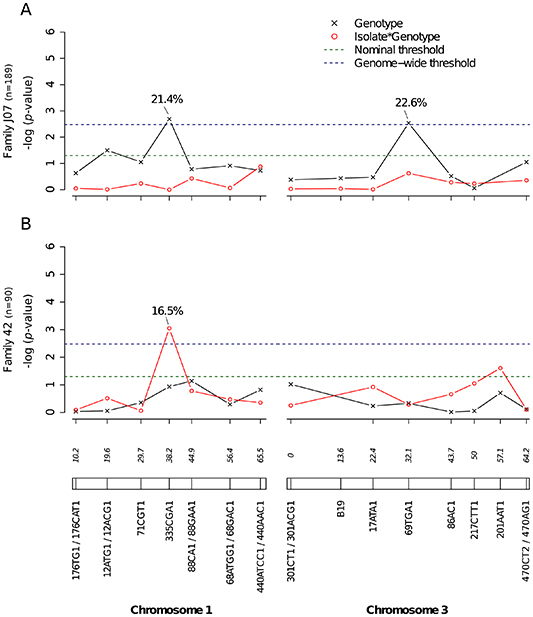 A
Genotype
Isolate*Genotype
Nominal threshold
Genome-wide threshold
Family J07 (n=189)
-log (p-value)
6
5
4
3
2
1
0
21.4%
22.6%
B
Family 42 (n=90)
-log (p-value)
6
5
4
3
2
1
0
16.5%
10.2 19.6 29.7 38.2 44.9 56.4 65.5 0 13.6 22.4 32.1 43.7 50 57.1 64.2
176TG1 / 176CAT1
12ATG1 / 12ACG1
71CGT1
335CGA1
88CA1 / 88GAA1
68ATGG1 / 68GAC1
440ATCC1 / 440AAC1
301CT1 / 301ACG1
B19
17ATA1
69TGA1
86AC1
217CTT1
201AAT1
470CT2 / 470AG1
Chromosome 1 Chromosome 3